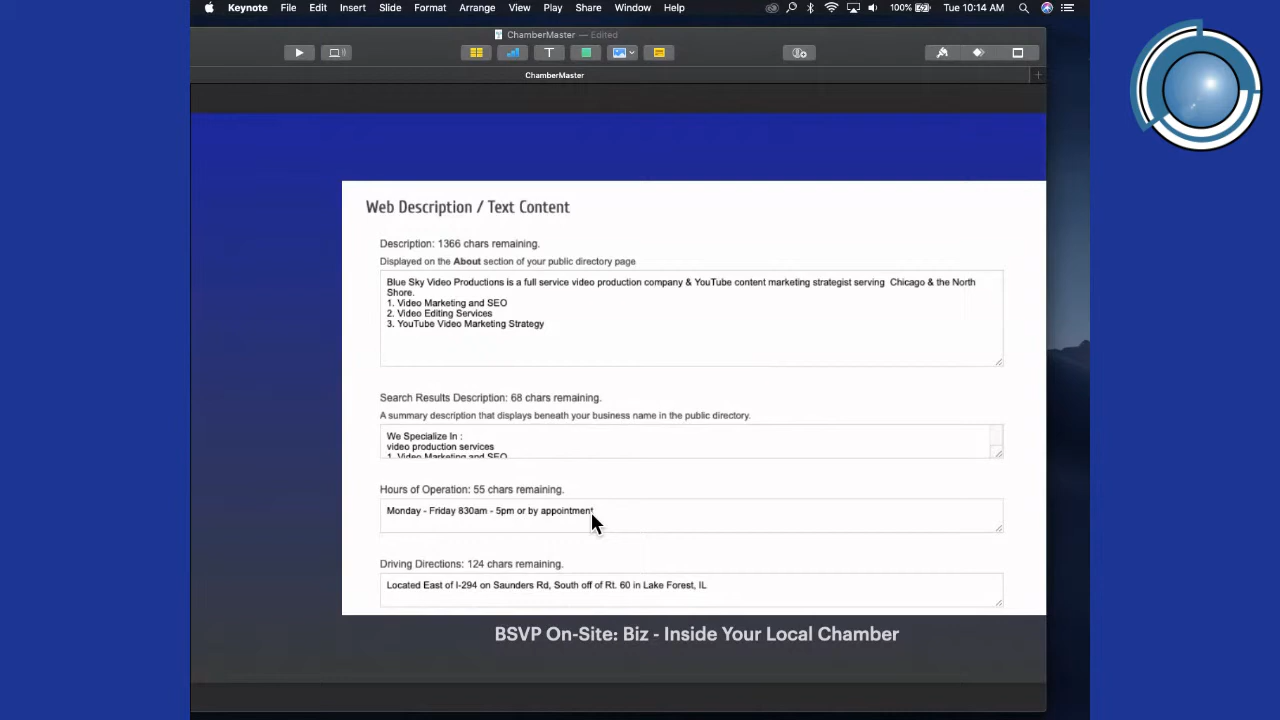 Keynote File Edit Insert Slide Format Arrange View Play Share Window Help 100% Tue 10:14 AM
ChamberMaster — Edited
ChamberMaster
Web Description / Text Content
Description: 1366 chars remaining.
Displayed on the About section of your public directory page
Blue Sky Video Productions is a full service video production company & YouTube content marketing strategist serving Chicago & the North
Shore.
1. Video Marketing and SEO
2. Video Editing Services
3. YouTube Video Marketing Strategy
Search Results Description: 68 chars remaining.
A summary description that displays beneath your business name in the public directory.
We Specialize In :
video production services
1. Video Marketing and SEO
Hours of Operation: 55 chars remaining.
Monday - Friday 830am - 5pm or by appointment
Driving Directions: 124 chars remaining.
Located East of I-294 on Saunders Rd, South off of Rt. 60 in Lake Forest, IL
BSVP On-Site: Biz - Inside Your Local Chamber